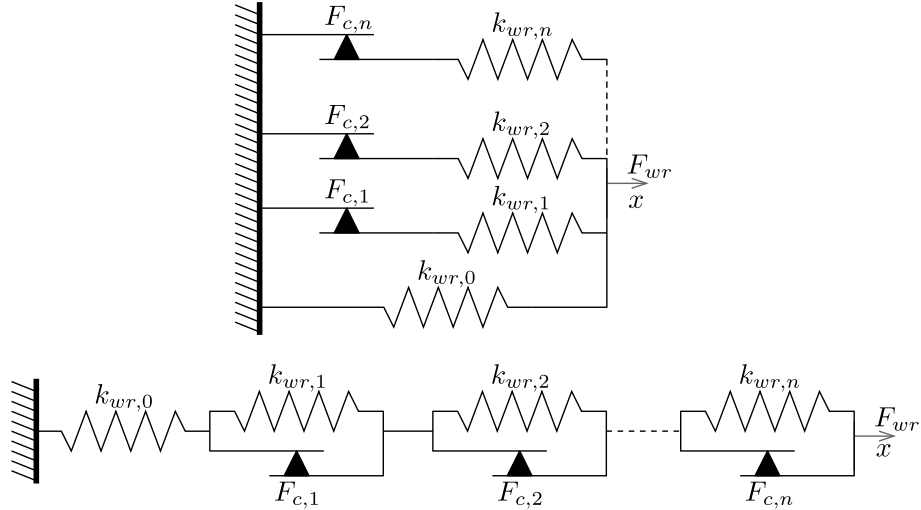 F_{c,n}
k_{wr,n}
F_{c,2}
k_{wr,2}
F_{wr}
F_{c,1}
k_{wr,1}
x
k_{wr,0}
k_{wr,0}
k_{wr,1}
k_{wr,2}
k_{wr,n}
F_{wr}
x
F_{c,1}
F_{c,2}
F_{c,n}